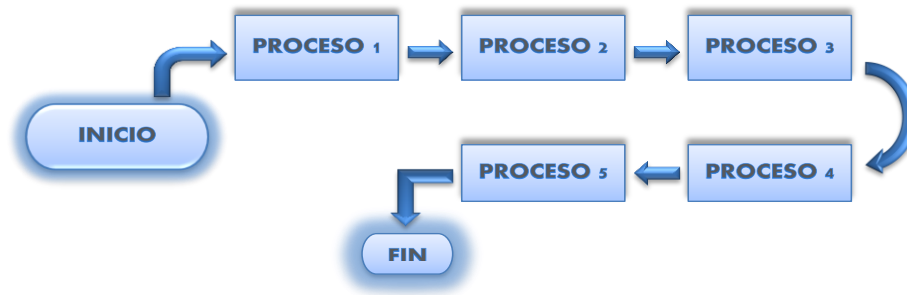 INICIO
PROCESO 1
PROCESO 2
PROCESO 3
PROCESO 4
PROCESO 5
FIN